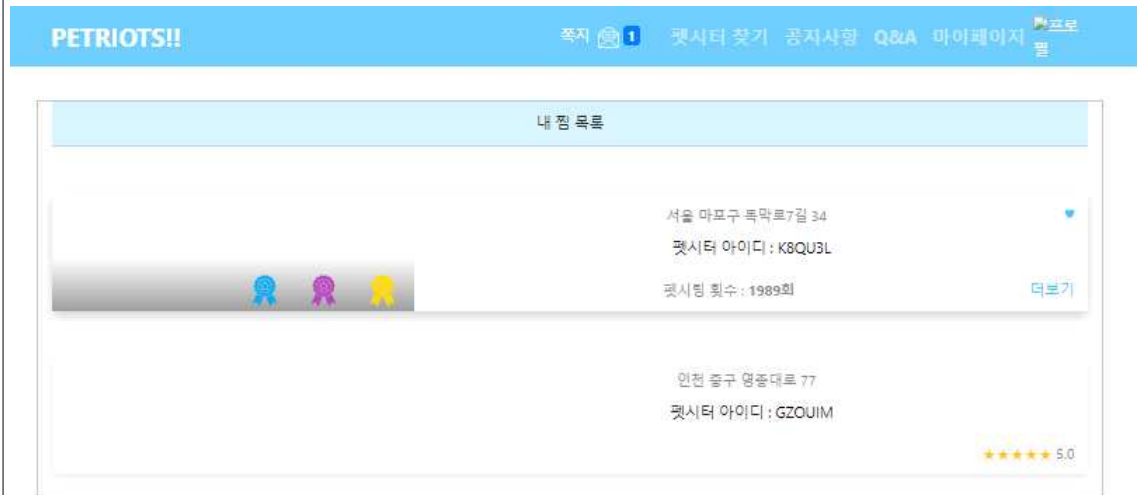 PETRIOTS!!
쪽지 1 펫시터 찾기 공지사항 Q&A 마이페이지 프로필
내 찜 목록
서울 마포구 독막로7길 34
펫시터 아이디 : K8QU3L
펫시팅 횟수 : 1989회 더보기
인천 중구 영종대로 77
펫시터 아이디 : GZOUIM
★★★★★ 5.0